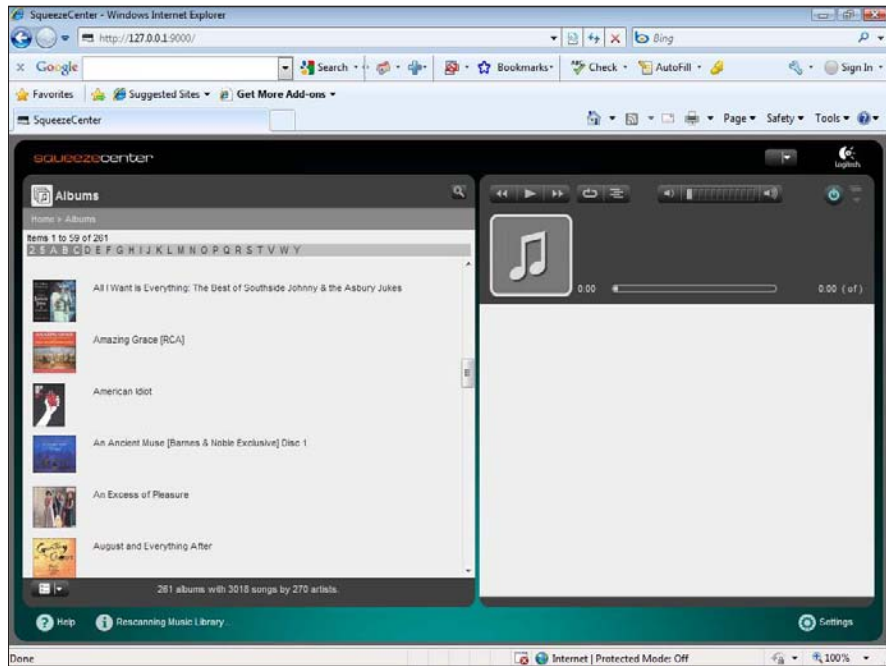 SqueezeCenter - Windows Internet Explorer
http://127.0.0.1:9000/
Bing
x Google Search Bookmarks Check AutoFill Sign In
Favorites Suggested Sites Get More Add-ons
SqueezeCenter Page Safety Tools
squeezecenter
Logitech
Albums
Home > Albums
Items 1 to 59 of 261
2 5 A B C D E F G H I J K L M N O P Q R S T V W Y
All I Want is Everything: The Best of Southside Johnny & the Asbury Jukes
Amazing Grace [RCA]
American Idiot
An Ancient Muse [Barnes & Noble Exclusive] Disc 1
An Excess of Pleasure
August and Everything After
0:00 0:00 (of)
261 albums with 3018 songs by 270 artists.
Help Rescanning Music Library... Settings
Done Internet | Protected Mode: Off 100%